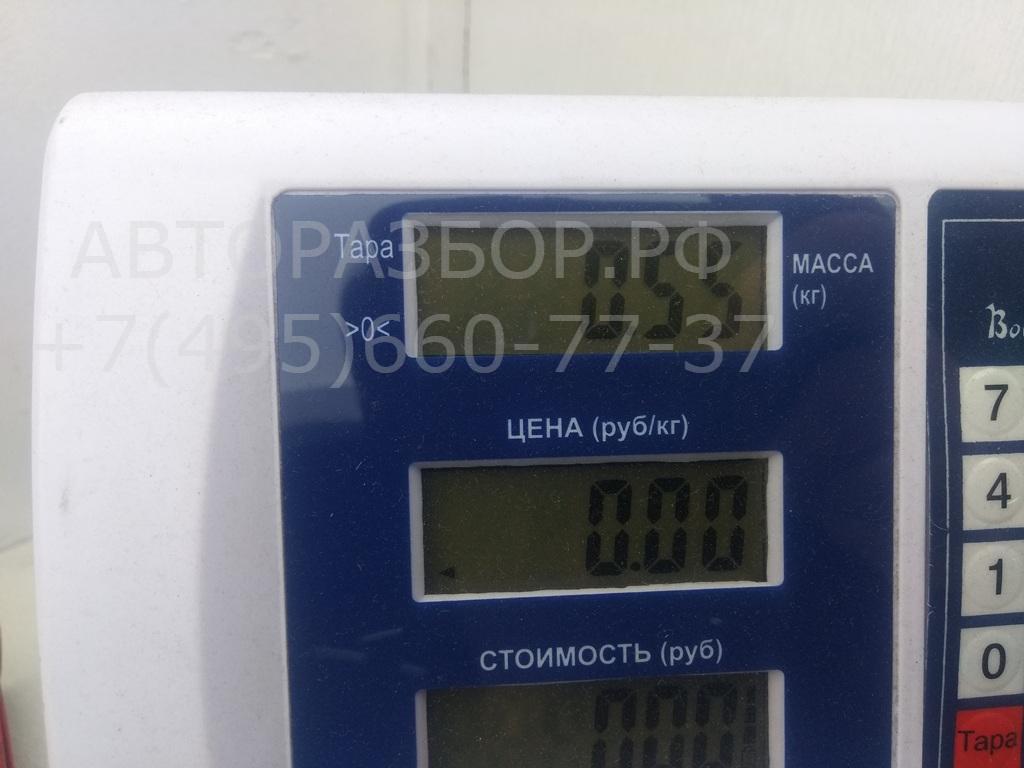 АВТОРАЗБОР.РФ
+7(495)660-77-37
Тара
>0<
0.55
МАССА
(кг)
ЦЕНА (руб/кг)
0.00
СТОИМОСТЬ (руб)
7
4
1
0
Тара